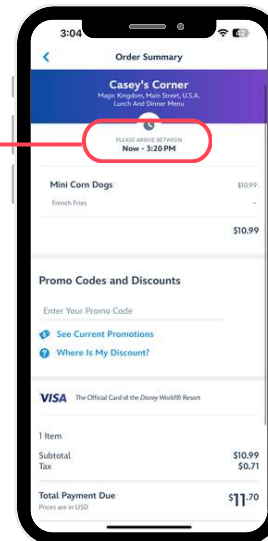 3:04
42
Order Summary
Casey's Corner
Magic Kingdom, Main Street, U.S.A.
Lunch And Dinner Menu
PLEASE ARRIVE BETWEEN
Now - 3:20 PM
Mini Corn Dogs $10.99
French Fries -
$10.99
Promo Codes and Discounts
Enter Your Promo Code
See Current Promotions
Where Is My Discount?
VISA The Official Card of the Disney World® Resort
1 Item
Subtotal $10.99
Tax $0.71
Total Payment Due $11.70
Prices are in USD